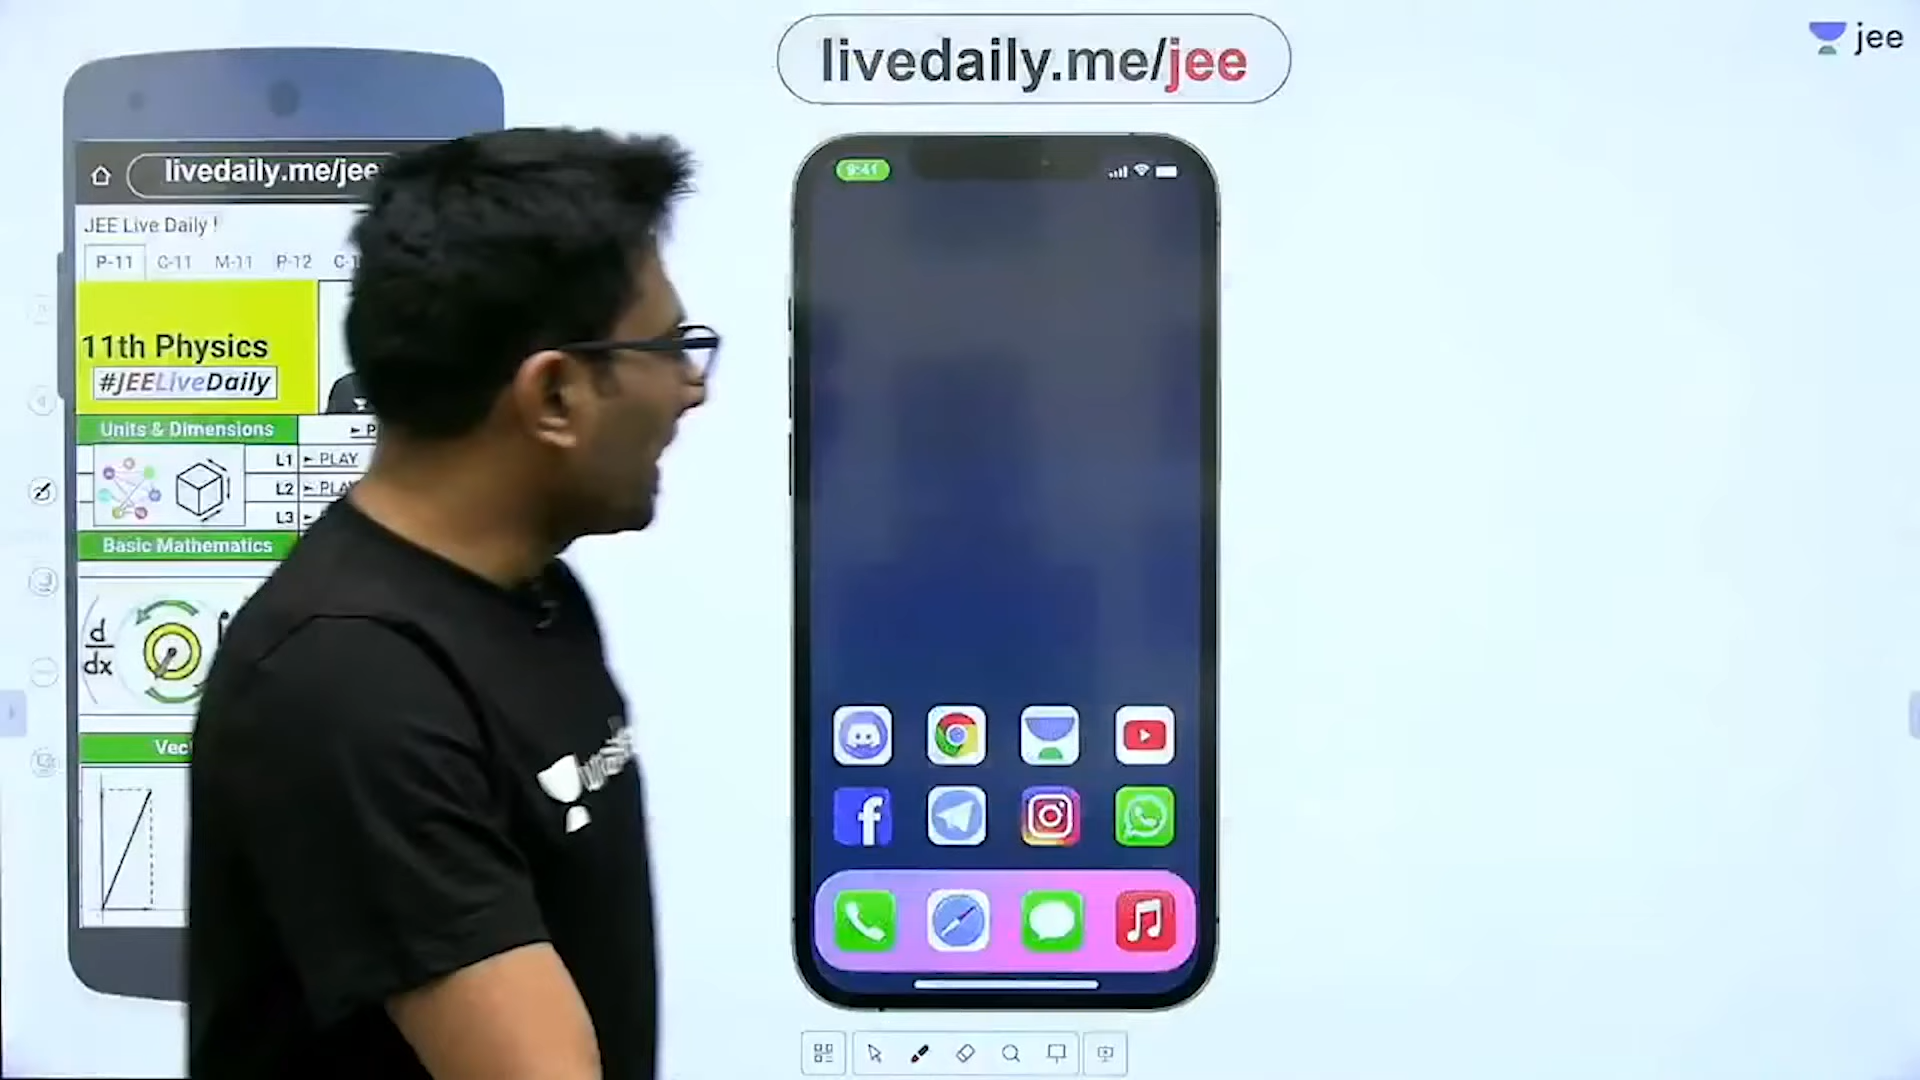 livedaily.me/jee
jee
livedaily.me/jee
JEE Live Daily !
P-11 C-11 M-11 P-12
11th Physics
#JEELiveDaily
Units & Dimensions
L1 ► PLAY
L2
L3
Basic Mathematics
d
dx
9:41